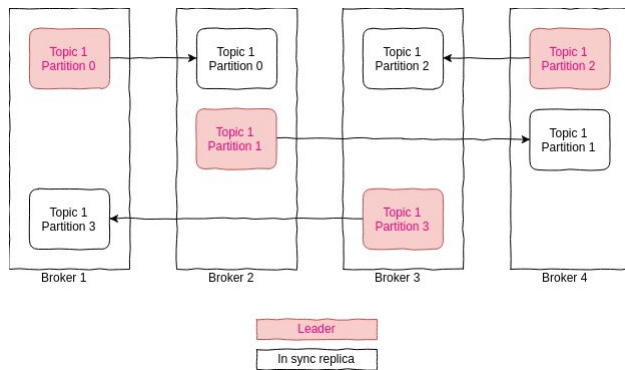 Topic 1
Partition 0
Topic 1
Partition 0
Topic 1
Partition 2
Topic 1
Partition 2
Topic 1
Partition 1
Topic 1
Partition 1
Topic 1
Partition 3
Topic 1
Partition 3
Broker 1
Broker 2
Broker 3
Broker 4
Leader
In sync replica